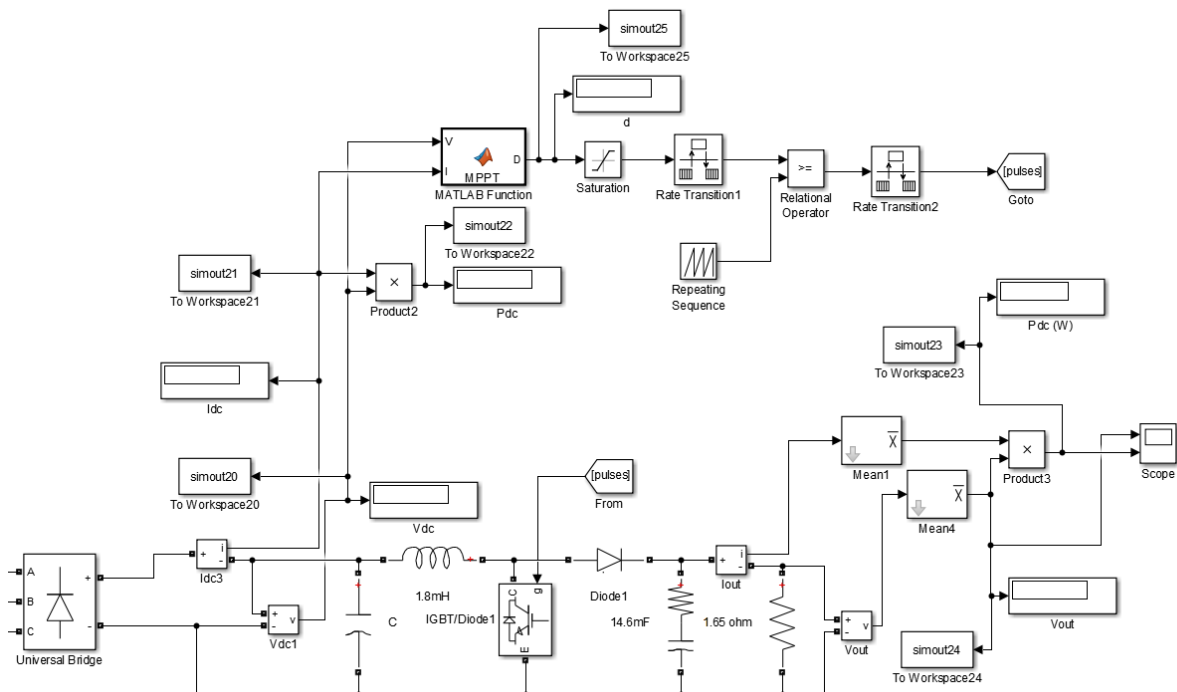 simout25
To Workspace25
d
V
I
D
MPPT
MATLAB Function
Saturation
Rate Transition1
>=
Relational
Operator
Rate Transition2
[pulses]
Goto
simout22
To Workspace22
simout21
To Workspace21
×
Product2
Pdc
Repeating
Sequence
Pdc (W)
simout23
To Workspace23
Idc
simout20
To Workspace20
Vdc
[pulses]
From
X
Mean1
X
Mean4
×
Product3
Scope
A
B
C
+
-
Universal Bridge
+
i
-
Idc3
+
-
v
Vdc1
+
1.8mH
C
+
IGBT/Diode1
C
g
E
Diode1
14.6mF
+
+
i
-
Iout
1.65 ohm
+
+
-
v
Vout
Vout
simout24
To Workspace24